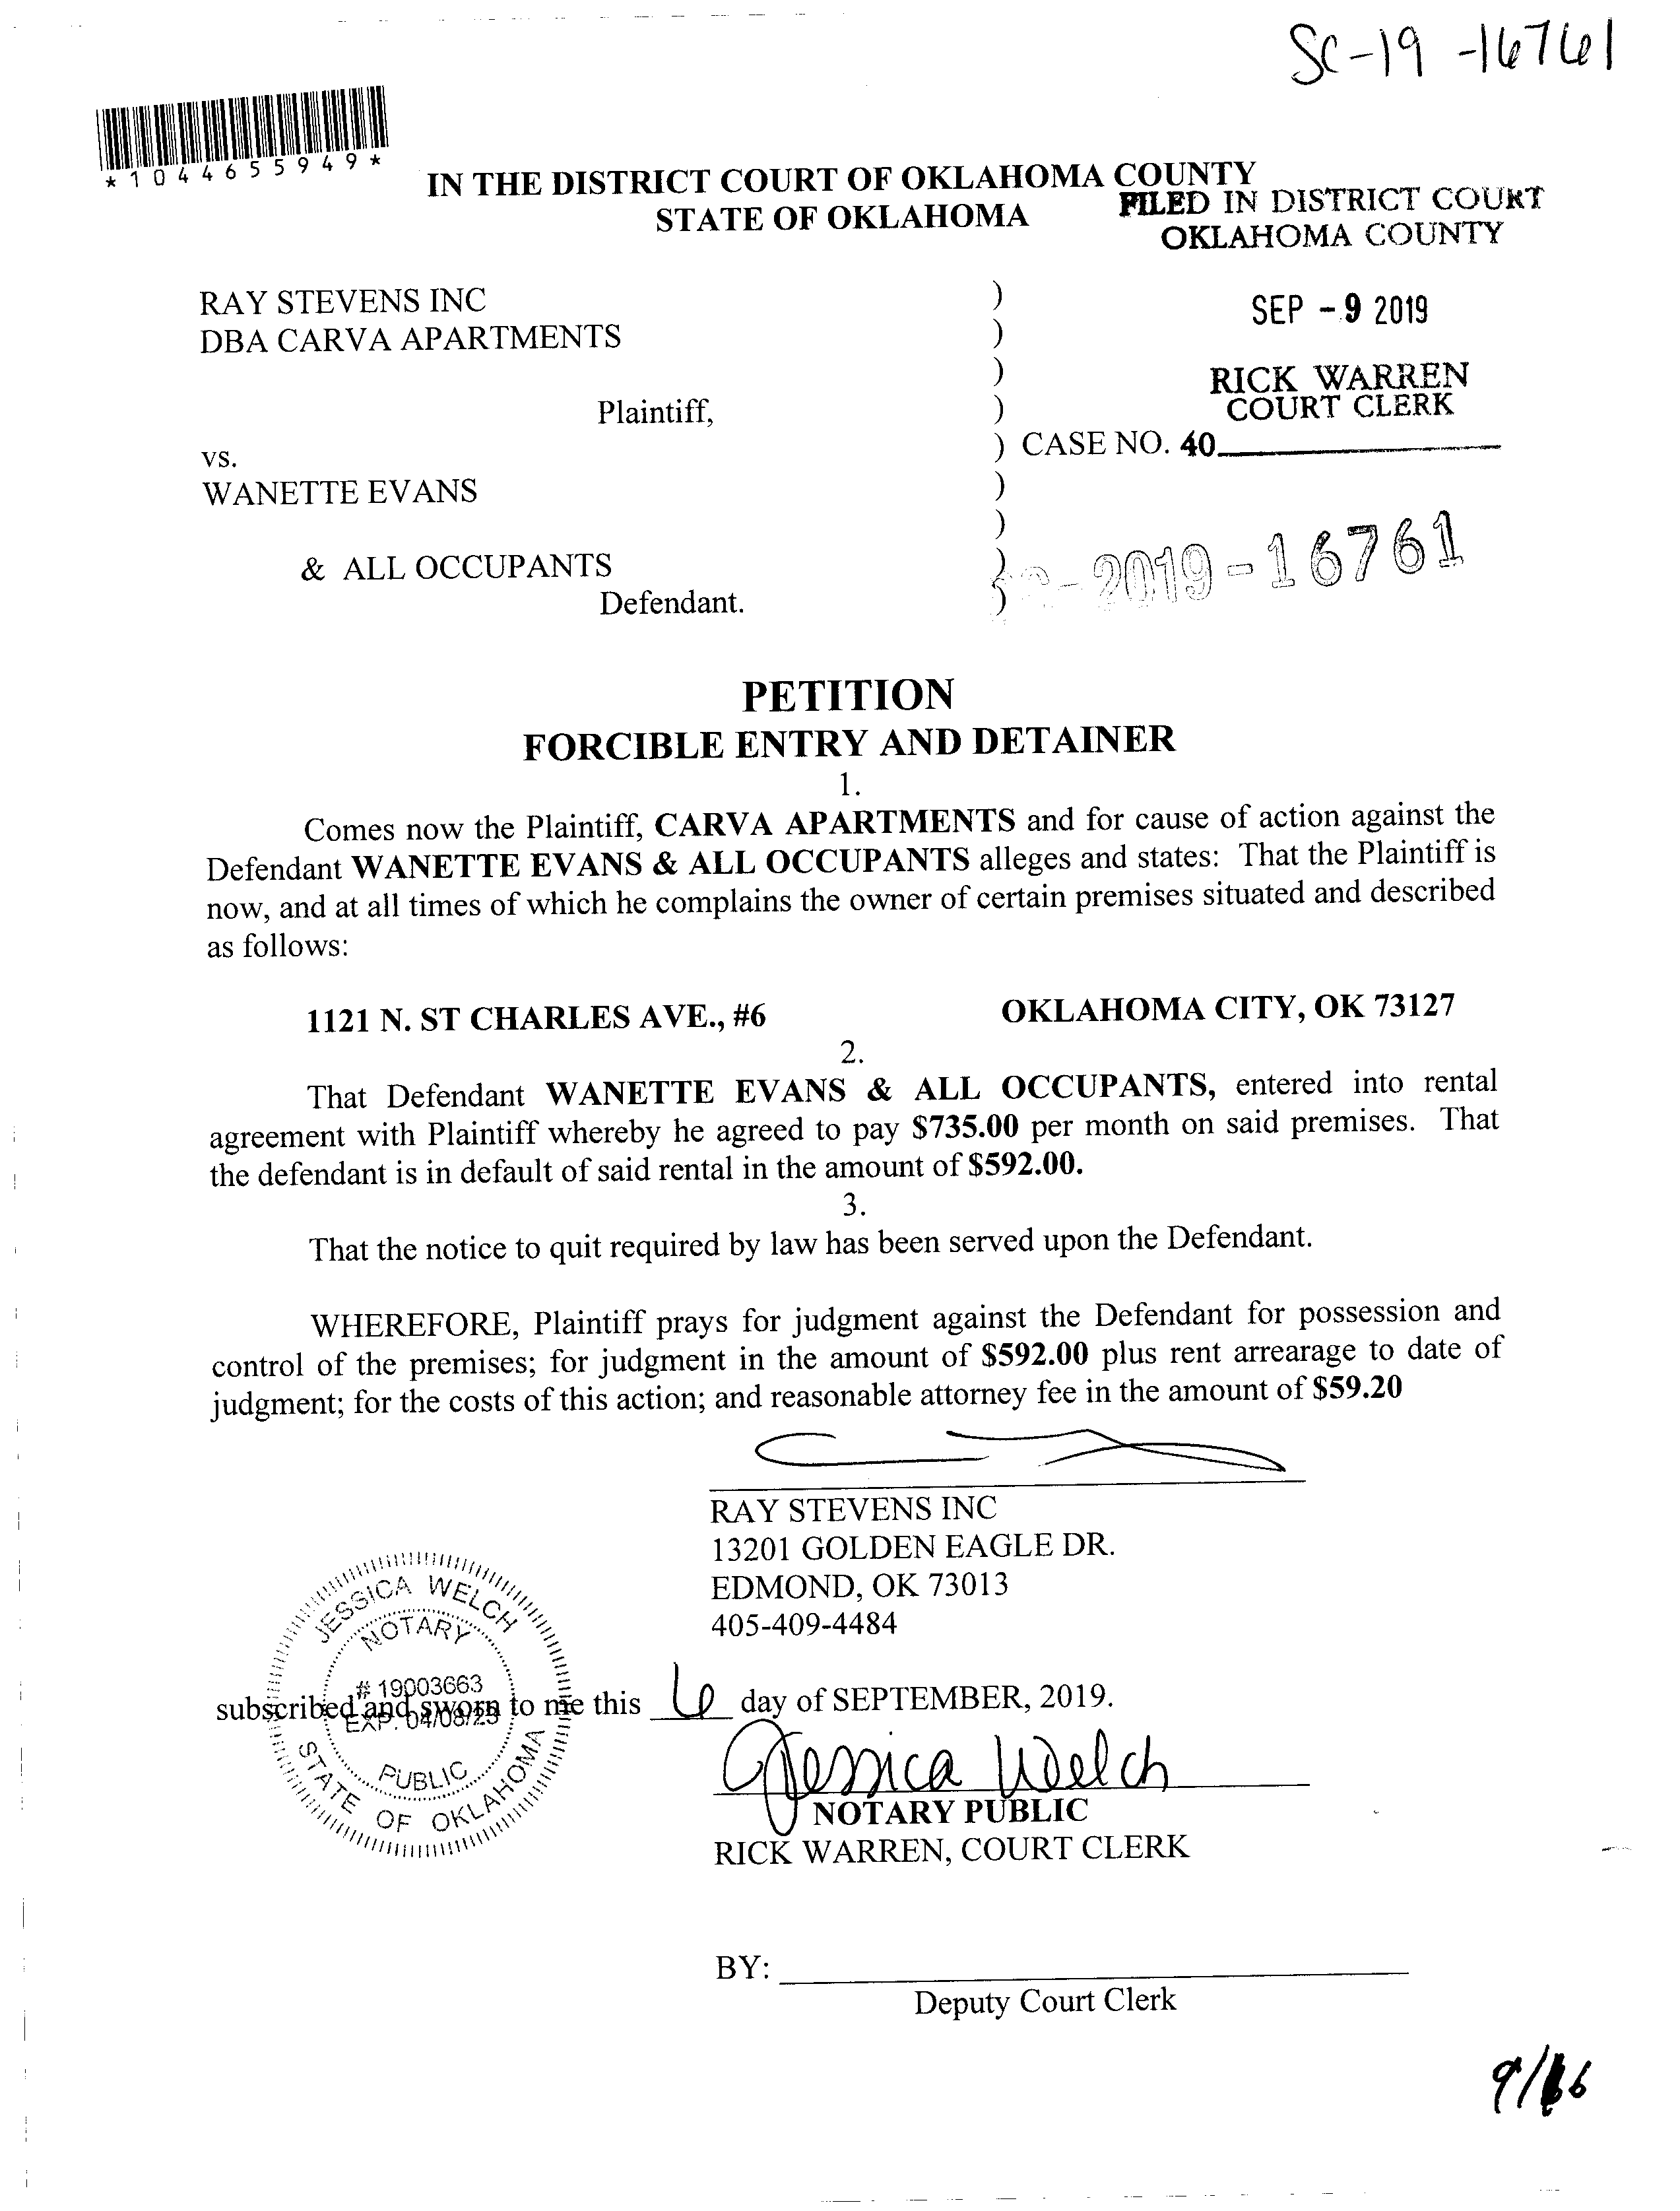 SC-19-16761
*1044655949*
IN THE DISTRICT COURT OF OKLAHOMA COUNTY
STATE OF OKLAHOMA
FILED IN DISTRICT COURT
OKLAHOMA COUNTY
RAY STEVENS INC
DBA CARVA APARTMENTS
SEP - 9 2019
RICK WARREN
COURT CLERK
Plaintiff,
) CASE NO. 40
vs.
WANETTE EVANS
& ALL OCCUPANTS
-2019-16761
Defendant.
PETITION
FORCIBLE ENTRY AND DETAINER
1.
Comes now the Plaintiff, CARVA APARTMENTS and for cause of action against the
Defendant WANETTE EVANS & ALL OCCUPANTS alleges and states: That the Plaintiff is
now, and at all times of which he complains the owner of certain premises situated and described
as follows:
1121 N. ST CHARLES AVE., #6 OKLAHOMA CITY, OK 73127
2.
That Defendant WANETTE EVANS & ALL OCCUPANTS, entered into rental
agreement with Plaintiff whereby he agreed to pay $735.00 per month on said premises. That
the defendant is in default of said rental in the amount of $592.00.
3.
That the notice to quit required by law has been served upon the Defendant.
WHEREFORE, Plaintiff prays for judgment against the Defendant for possession and
control of the premises; for judgment in the amount of $592.00 plus rent arrearage to date of
judgment; for the costs of this action; and reasonable attorney fee in the amount of $59.20
RAY STEVENS INC
13201 GOLDEN EAGLE DR.
EDMOND, OK 73013
405-409-4484
JESSICA WELCH
NOTARY
# 19003663
EXP. 04/08/23
PUBLIC
STATE OF OKLAHOMA
subscribed and sworn to me this 6 day of SEPTEMBER, 2019.
Jessica Welch
NOTARY PUBLIC
RICK WARREN, COURT CLERK
BY:
Deputy Court Clerk